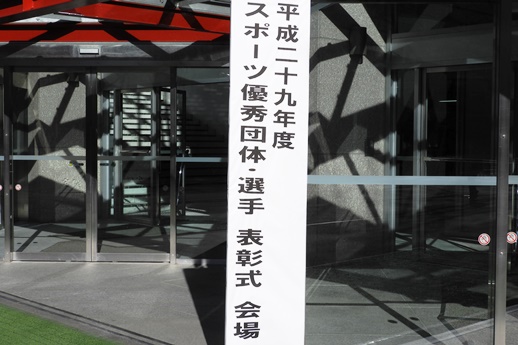 平成二十九年度
スポーツ優秀団体・選手 表彰式 会場